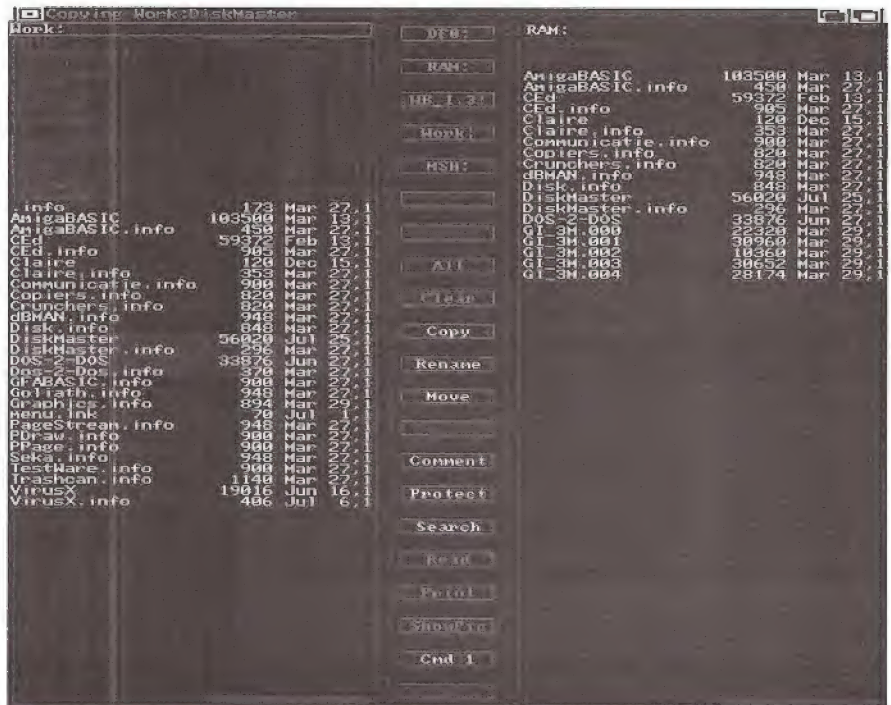 Copying Work:DiskMaster
Work:
.info 173 Mar 27,1
AmigaBASIC 103500 Mar 13,1
AmigaBASIC.info 450 Mar 27,1
CEd 59372 Feb 13,1
CEd.info 905 Mar 27,1
Claire 120 Dec 15,1
Claire.info 353 Mar 27,1
Communicatie.info 900 Mar 27,1
Copiers.info 820 Mar 27,1
Crunchers.info 820 Mar 27,1
dBMAN.info 948 Mar 27,1
Disk.info 848 Mar 27,1
DiskMaster 56020 Jul 25,1
DiskMaster.info 296 Mar 27,1
DOS-2-DOS 33876 Jun 27,1
Dos-2-Dos.info 370 Mar 27,1
GFABASIC.info 900 Mar 27,1
Goliath.info 948 Mar 27,1
Graphics.info 894 Mar 29,1
menu.lnk 70 Jul 1,1
PageStream.info 948 Mar 27,1
PDraw.info 900 Mar 27,1
PPage.info 900 Mar 27,1
Seka.info 948 Mar 27,1
TestWare.info 900 Mar 27,1
Trashcan.info 1140 Mar 27,1
VirusX 19016 Jun 16,1
VirusX.info 406 Jul 6,1
DF0:
RAM:
WB_1.3:
Work:
MSH:
All
Clear
Copy
Rename
Move
Comment
Protect
Search
Read
Print
ShowPic
Cmd 1
RAM:
AmigaBASIC 103500 Mar 13,1
AmigaBASIC.info 450 Mar 27,1
CEd 59372 Feb 13,1
CEd.info 905 Mar 27,1
Claire 120 Dec 15,1
Claire.info 353 Mar 27,1
Communicatie.info 900 Mar 27,1
Copiers.info 820 Mar 27,1
Crunchers.info 820 Mar 27,1
dBMAN.info 948 Mar 27,1
Disk.info 848 Mar 27,1
DiskMaster 56020 Jul 25,1
DiskMaster.info 296 Mar 27,1
DOS-2-DOS 33876 Jun 27,1
GI_3M.000 22320 Mar 29,1
GI_3M.001 30960 Mar 29,1
GI_3M.002 10360 Mar 29,1
GI_3M.003 30652 Mar 29,1
GI_3M.004 28174 Mar 29,1